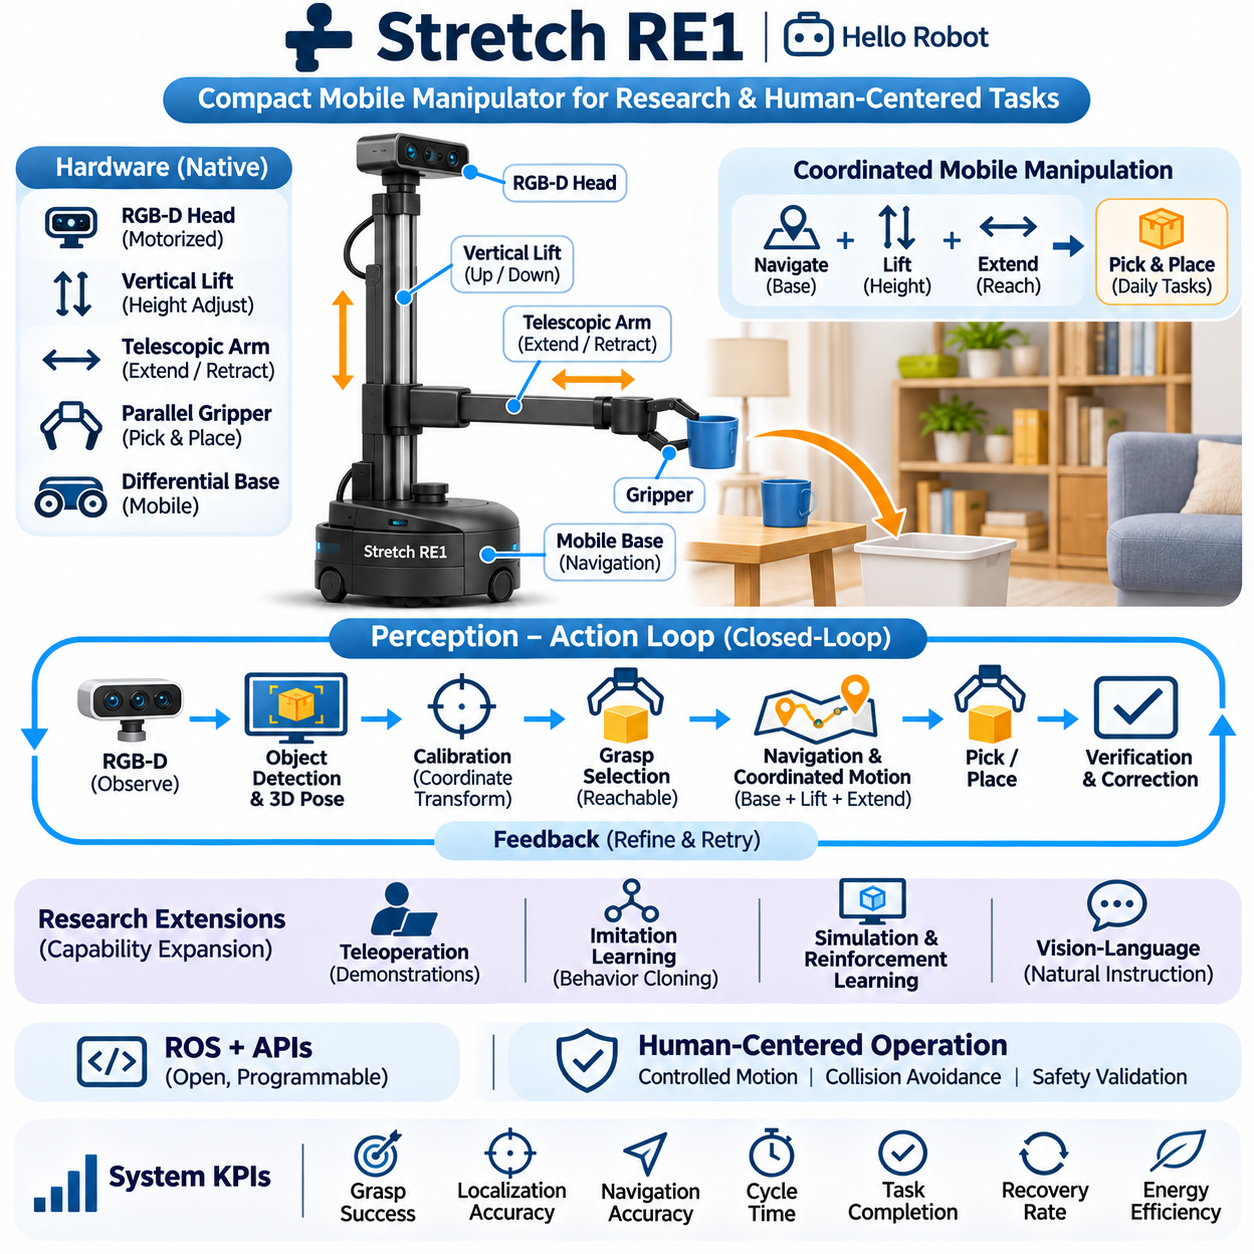 Stretch RE1
Hello Robot
Compact Mobile Manipulator for Research & Human-Centered Tasks
Hardware (Native)
RGB-D Head
(Motorized)
Vertical Lift
(Height Adjust)
Telescopic Arm
(Extend / Retract)
Parallel Gripper
(Pick & Place)
Differential Base
(Mobile)
RGB-D Head
Vertical Lift
(Up / Down)
Telescopic Arm
(Extend / Retract)
Gripper
Mobile Base
(Navigation)
Stretch RE1
Coordinated Mobile Manipulation
Navigate
(Base)
+
Lift
(Height)
+
Extend
(Reach)
Pick & Place
(Daily Tasks)
Perception – Action Loop (Closed-Loop)
RGB-D
(Observe)
Object
Detection
& 3D Pose
Calibration
(Coordinate
Transform)
Grasp
Selection
(Reachable)
Navigation &
Coordinated Motion
(Base + Lift + Extend)
Pick /
Place
Verification
& Correction
Feedback (Refine & Retry)
Research Extensions
(Capability Expansion)
Teleoperation
(Demonstrations)
Imitation
Learning
(Behavior Cloning)
Simulation &
Reinforcement
Learning
Vision-Language
(Natural Instruction)
</>
ROS + APIs
(Open, Programmable)
Human-Centered Operation
Controlled Motion | Collision Avoidance | Safety Validation
System KPIs
Grasp
Success
Localization
Accuracy
Navigation
Accuracy
Cycle
Time
Task
Completion
Recovery
Rate
Energy
Efficiency